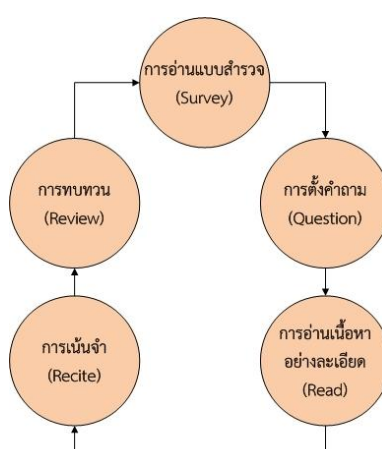 การอ่านแบบสำรวจ
(Survey)
การตั้งคำถาม
(Question)
การอ่านเนื้อหา
อย่างละเอียด
(Read)
การเน้นจำ
(Recite)
การทบทวน
(Review)